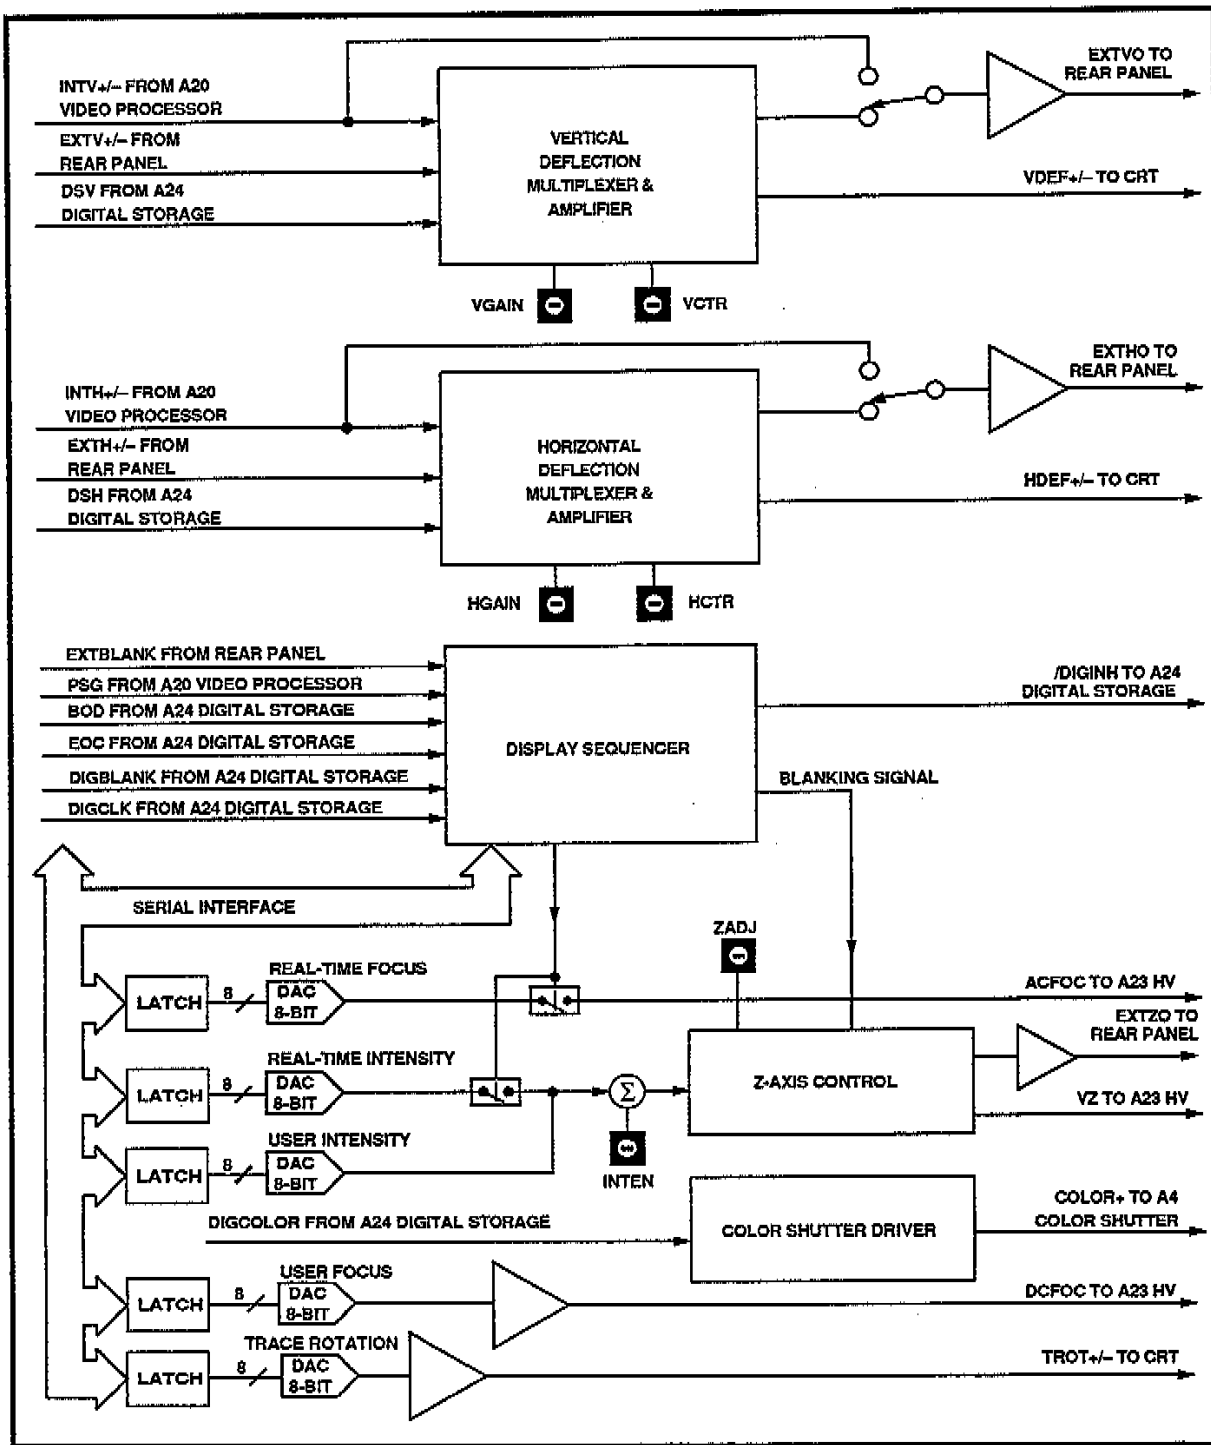 INTV+/– FROM A20
VIDEO PROCESSOR
EXTV+/– FROM
REAR PANEL
DSV FROM A24
DIGITAL STORAGE
VERTICAL
DEFLECTION
MULTIPLEXER &
AMPLIFIER
EXTVO TO
REAR PANEL
VDEF+/– TO CRT
VGAIN
VCTR
INTH+/– FROM A20
VIDEO PROCESSOR
EXTH+/– FROM
REAR PANEL
DSH FROM A24
DIGITAL STORAGE
HORIZONTAL
DEFLECTION
MULTIPLEXER &
AMPLIFIER
EXTHO TO
REAR PANEL
HDEF+/– TO CRT
HGAIN
HCTR
EXTBLANK FROM REAR PANEL
PSG FROM A20 VIDEO PROCESSOR
BOD FROM A24 DIGITAL STORAGE
EOC FROM A24 DIGITAL STORAGE
DIGBLANK FROM A24 DIGITAL STORAGE
DIGCLK FROM A24 DIGITAL STORAGE
DISPLAY SEQUENCER
/DIGINH TO A24
DIGITAL STORAGE
BLANKING SIGNAL
SERIAL INTERFACE
ZADJ
REAL-TIME FOCUS
LATCH
8
DAC
8-BIT
ACFOC TO A23 HV
EXTZO TO
REAR PANEL
REAL-TIME INTENSITY
LATCH
8
DAC
8-BIT
Σ
Z-AXIS CONTROL
VZ TO A23 HV
USER INTENSITY
LATCH
8
DAC
8-BIT
INTEN
DIGCOLOR FROM A24 DIGITAL STORAGE
COLOR SHUTTER DRIVER
COLOR+ TO A4
COLOR SHUTTER
USER FOCUS
LATCH
8
DAC
8-BIT
DCFOC TO A23 HV
TRACE ROTATION
LATCH
8
DAC
8-BIT
TROT+/– TO CRT